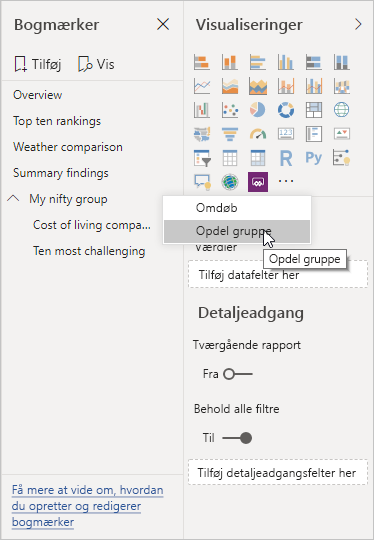 Bogmærker
Tilføj
Vis
Overview
Top ten rankings
Weather comparison
Summary findings
My nifty group
Cost of living compa...
Ten most challenging
Få mere at vide om, hvordan
du opretter og redigerer
bogmærker
Visualiseringer
123
R
Py
Omdøb
Opdel gruppe
Værdier
Opdel gruppe
Tilføj datafelter her
Detaljeadgang
Tværgående rapport
Fra
Behold alle filtre
Til
Tilføj detaljeadgangsfelter her